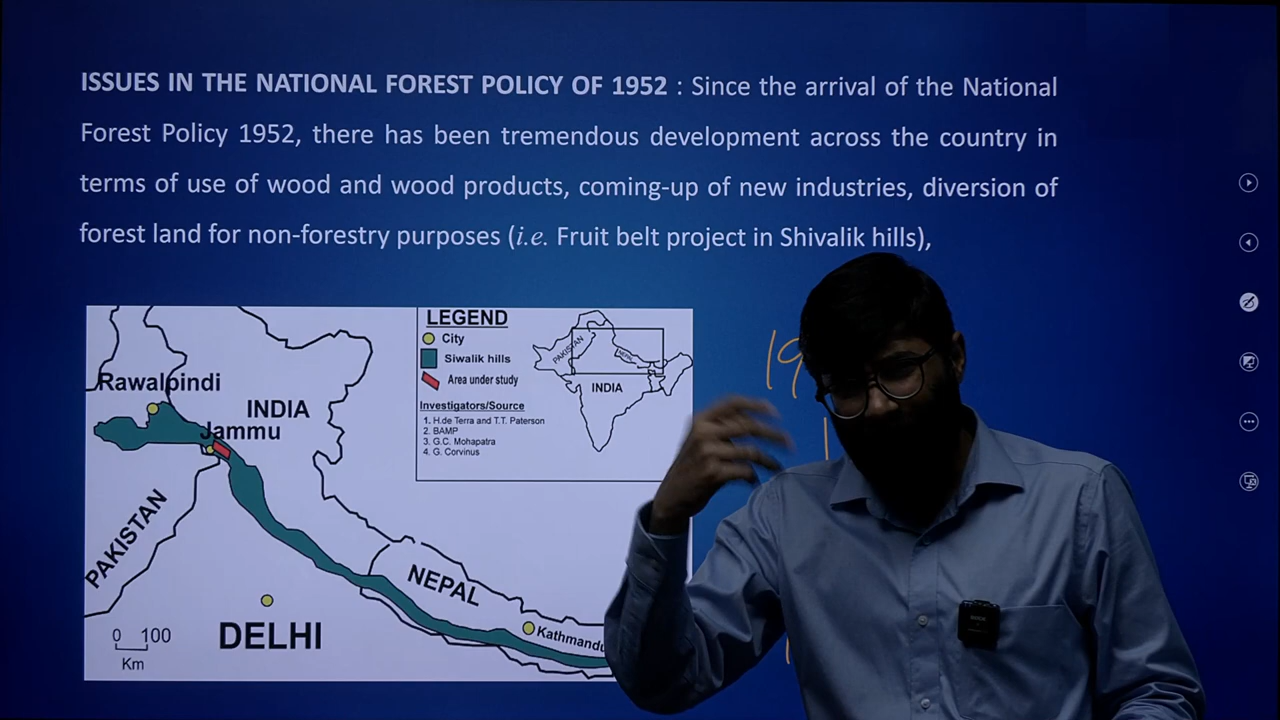 ISSUES IN THE NATIONAL FOREST POLICY OF 1952 : Since the arrival of the National
Forest Policy 1952, there has been tremendous development across the country in
terms of use of wood and wood products, coming-up of new industries, diversion of
forest land for non-forestry purposes (i.e. Fruit belt project in Shivalik hills),
LEGEND
City
Siwalik hills
Area under study
Investigators/Source
1. H.de Terra and T.T. Paterson
2. BAMP
3. G.C. Mohapatra
4. G. Corvinus
PAKISTAN
NEPAL
INDIA
Rawalpindi
INDIA
Jammu
PAKISTAN
NEPAL
Kathmandu
DELHI
0 100
Km
19